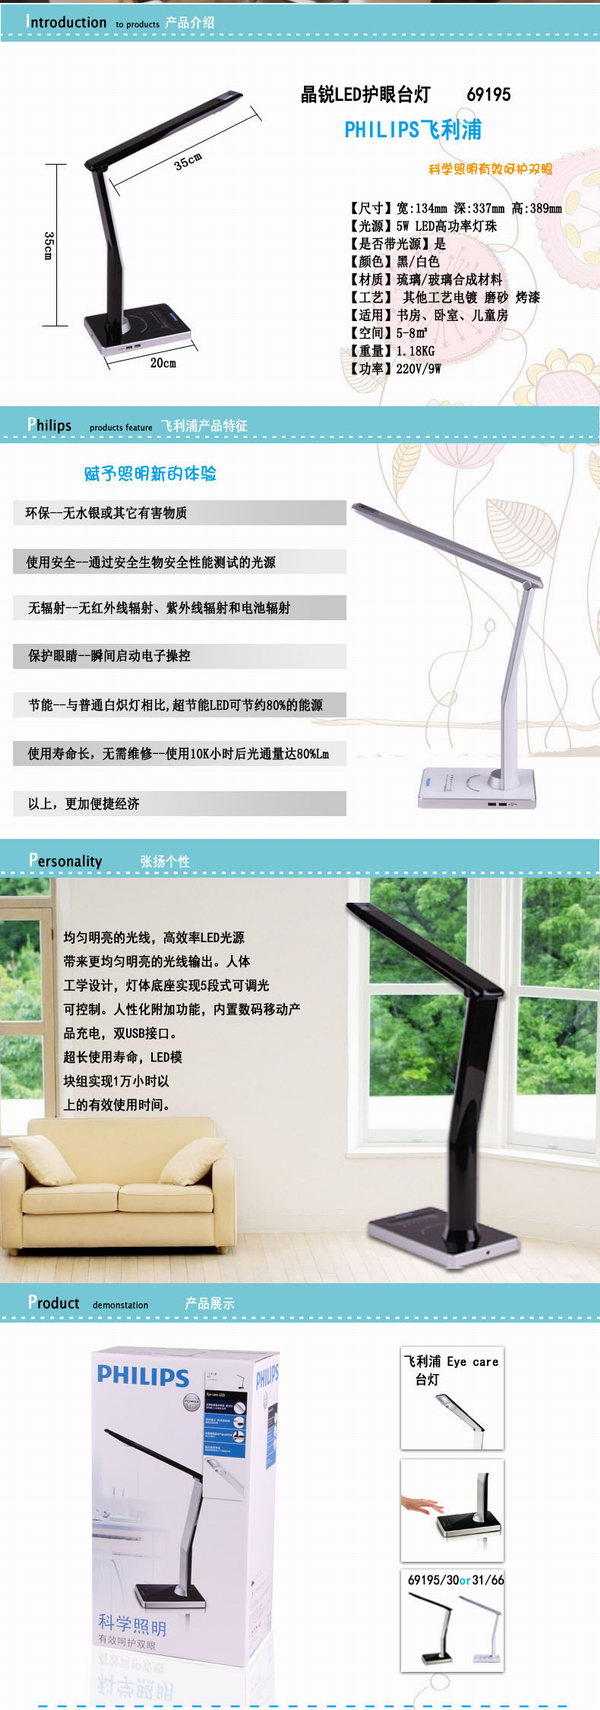 Introduction to products 产品介绍
晶锐LED护眼台灯 69195
PHILIPS飞利浦
科学照明有效呵护双眼
35cm
35cm
20cm
【尺寸】宽:134mm 深:337mm 高:389mm
【光源】5W LED高功率灯珠
【是否带光源】是
【颜色】黑/白色
【材质】琉璃/玻璃合成材料
【工艺】 其他工艺电镀 磨砂 烤漆
【适用】书房、卧室、儿童房
【空间】5-8㎡
【重量】1.18KG
【功率】220V/9W
Philips products feature 飞利浦产品特征
赋予照明新的体验
环保--无水银或其它有害物质
使用安全--通过安全生物安全性能测试的光源
无辐射--无红外线辐射、紫外线辐射和电池辐射
保护眼睛--瞬间启动电子操控
节能--与普通白炽灯相比,超节能LED可节约80%的能源
使用寿命长，无需维修--使用10K小时后光通量达80%Lm
以上，更加便捷经济
Personality 张扬个性
均匀明亮的光线，高效率LED光源
带来更均匀明亮的光线输出。人体
工学设计，灯体底座实现5段式可调光
可控制。人性化附加功能，内置数码移动产
品充电，双USB接口。
超长使用寿命，LED模
块组实现1万小时以
上的有效使用时间。
Product demonstation 产品展示
PHILIPS
Eye care LED
科学照明
有效呵护双眼
飞利浦 Eye care
台灯
69195/30or31/66